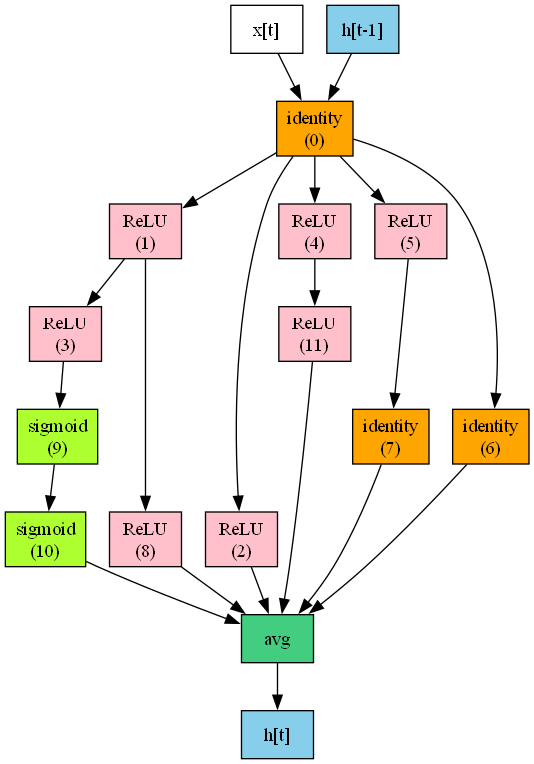 x[t]
h[t-1]
identity
(0)
ReLU
(1)
ReLU
(4)
ReLU
(5)
ReLU
(3)
ReLU
(11)
sigmoid
(9)
identity
(7)
identity
(6)
sigmoid
(10)
ReLU
(8)
ReLU
(2)
avg
h[t]